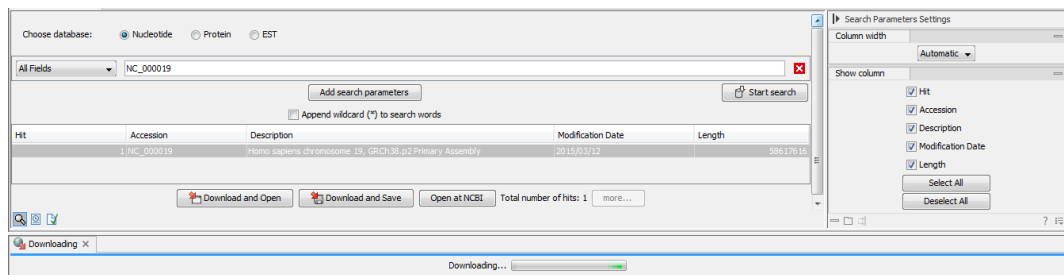 Search Parameters Settings
Choose database: Nucleotide Protein EST
Column width
Automatic
All Fields NC_000019
Show column
Add search parameters Start search
Hit
Append wildcard (*) to search words
Accession
Hit Accession Description Modification Date Length
Description
1 NC_000019 Homo sapiens chromosome 19, GRCh38.p2 Primary Assembly 2015/03/12 58617616
Modification Date
Length
Select All
Download and Open Download and Save Open at NCBI Total number of hits: 1 more...
Deselect All
?
Downloading
Downloading...